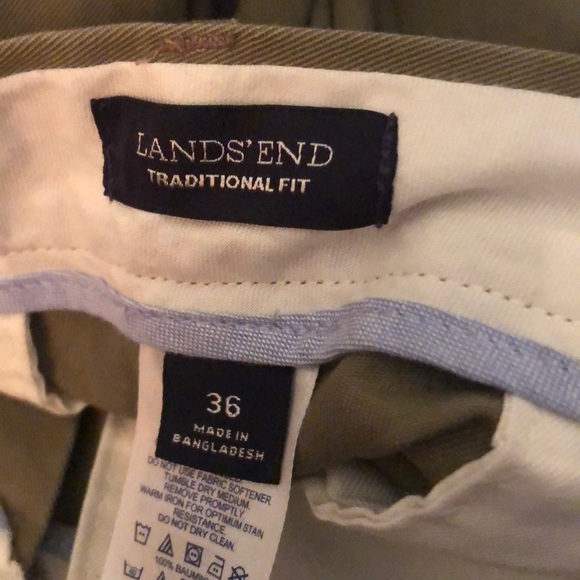 LANDS' END
TRADITIONAL FIT
36
MADE IN
BANGLADESH
DO NOT USE FABRIC SOFTENER.
TUMBLE DRY MEDIUM.
REMOVE PROMPTLY.
WARM IRON FOR OPTIMUM STAIN
RESISTANCE.
DO NOT DRY CLEAN.
100%